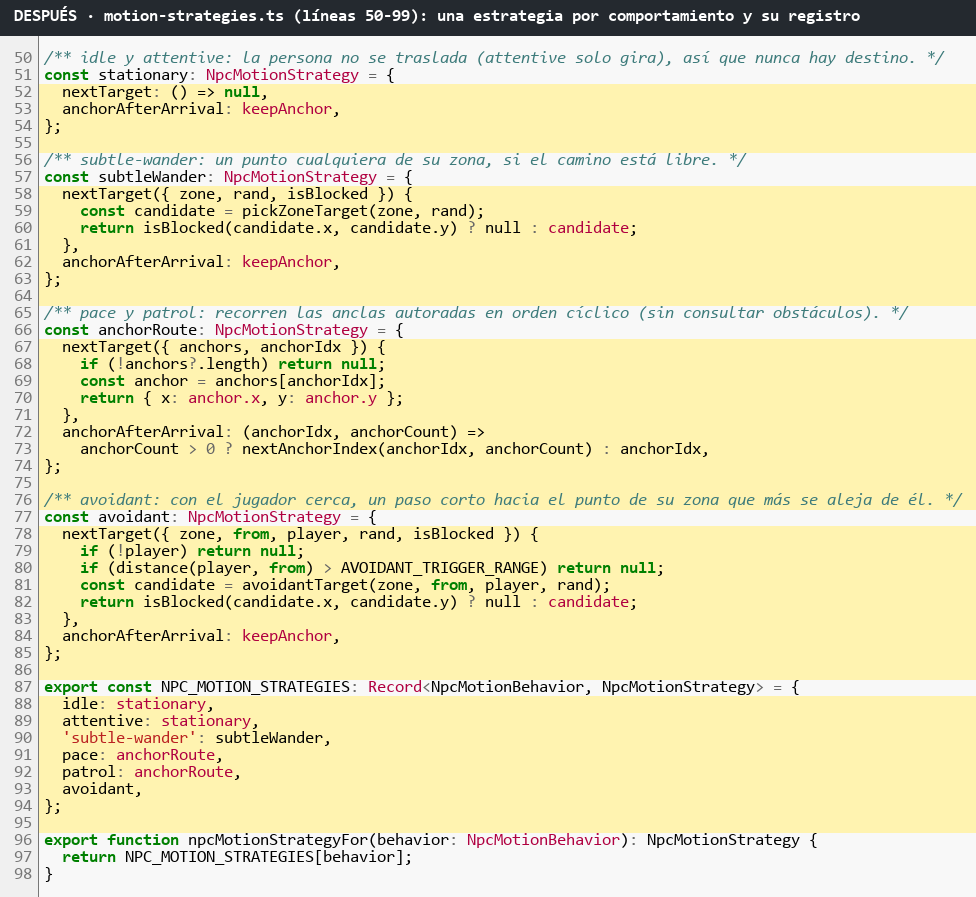 DESPUÉS · motion-strategies.ts (líneas 50-99): una estrategia por comportamiento y su registro
50 /** idle y attentive: la persona no se traslada (attentive solo gira), así que nunca hay destino. */
51 const stationary: NpcMotionStrategy = {
52   nextTarget: () => null,
53   anchorAfterArrival: keepAnchor,
54 };
55
56 /** subtle-wander: un punto cualquiera de su zona, si el camino está libre. */
57 const subtleWander: NpcMotionStrategy = {
58   nextTarget({ zone, rand, isBlocked }) {
59     const candidate = pickZoneTarget(zone, rand);
60     return isBlocked(candidate.x, candidate.y) ? null : candidate;
61   },
62   anchorAfterArrival: keepAnchor,
63 };
64
65 /** pace y patrol: recorren las anclas autoradas en orden cíclico (sin consultar obstáculos). */
66 const anchorRoute: NpcMotionStrategy = {
67   nextTarget({ anchors, anchorIdx }) {
68     if (!anchors?.length) return null;
69     const anchor = anchors[anchorIdx];
70     return { x: anchor.x, y: anchor.y };
71   },
72   anchorAfterArrival: (anchorIdx, anchorCount) =>
73     anchorCount > 0 ? nextAnchorIndex(anchorIdx, anchorCount) : anchorIdx,
74 };
75
76 /** avoidant: con el jugador cerca, un paso corto hacia el punto de su zona que más se aleja de él. */
77 const avoidant: NpcMotionStrategy = {
78   nextTarget({ zone, from, player, rand, isBlocked }) {
79     if (!player) return null;
80     if (distance(player, from) > AVOIDANT_TRIGGER_RANGE) return null;
81     const candidate = avoidantTarget(zone, from, player, rand);
82     return isBlocked(candidate.x, candidate.y) ? null : candidate;
83   },
84   anchorAfterArrival: keepAnchor,
85 };
86
87 export const NPC_MOTION_STRATEGIES: Record<NpcMotionBehavior, NpcMotionStrategy> = {
88   idle: stationary,
89   attentive: stationary,
90   'subtle-wander': subtleWander,
91   pace: anchorRoute,
92   patrol: anchorRoute,
93   avoidant,
94 };
95
96 export function npcMotionStrategyFor(behavior: NpcMotionBehavior): NpcMotionStrategy {
97   return NPC_MOTION_STRATEGIES[behavior];
98 }